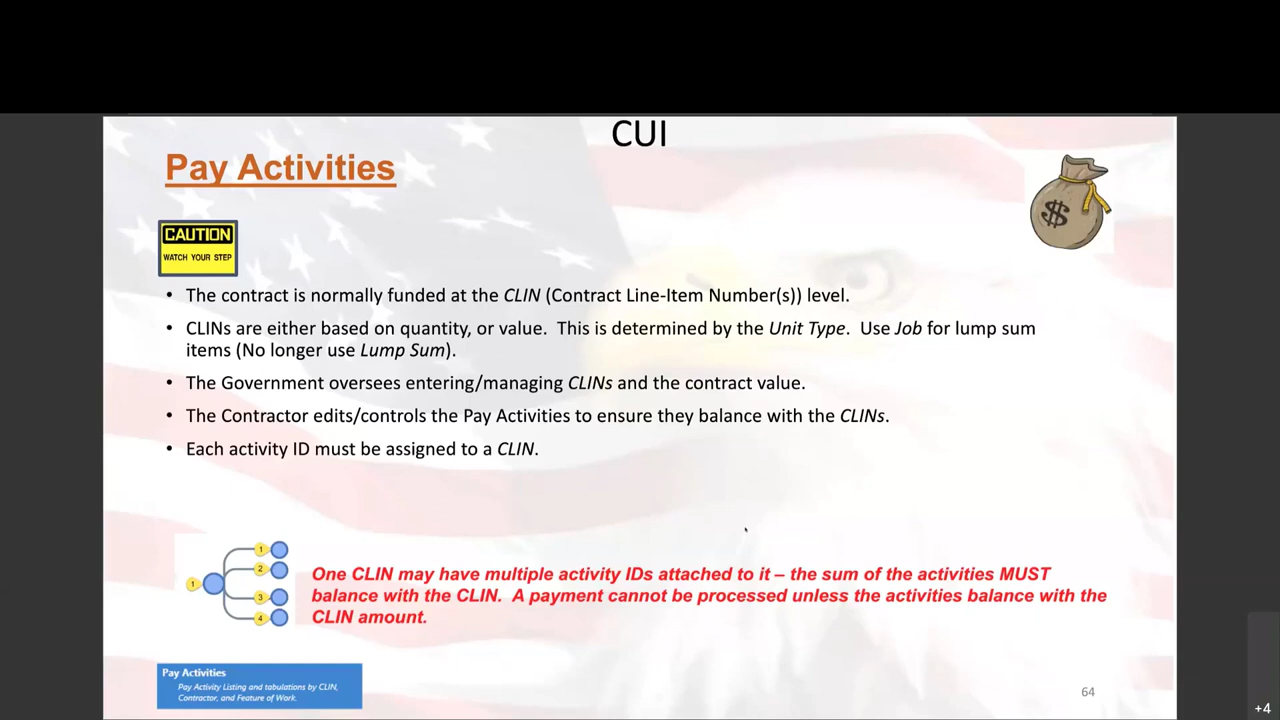 CUI
Pay Activities
$
CAUTION
WATCH YOUR STEP
• The contract is normally funded at the CLIN (Contract Line-Item Number(s)) level.
• CLINs are either based on quantity, or value.  This is determined by the Unit Type.  Use Job for lump sum
items (No longer use Lump Sum).
• The Government oversees entering/managing CLINs and the contract value.
• The Contractor edits/controls the Pay Activities to ensure they balance with the CLINs.
• Each activity ID must be assigned to a CLIN.
1
1
2
3
4
One CLIN may have multiple activity IDs attached to it – the sum of the activities MUST
balance with the CLIN.  A payment cannot be processed unless the activities balance with the
CLIN amount.
Pay Activities
Pay Activity Listing and tabulations by CLIN,
Contractor, and Feature of Work.
64
+4